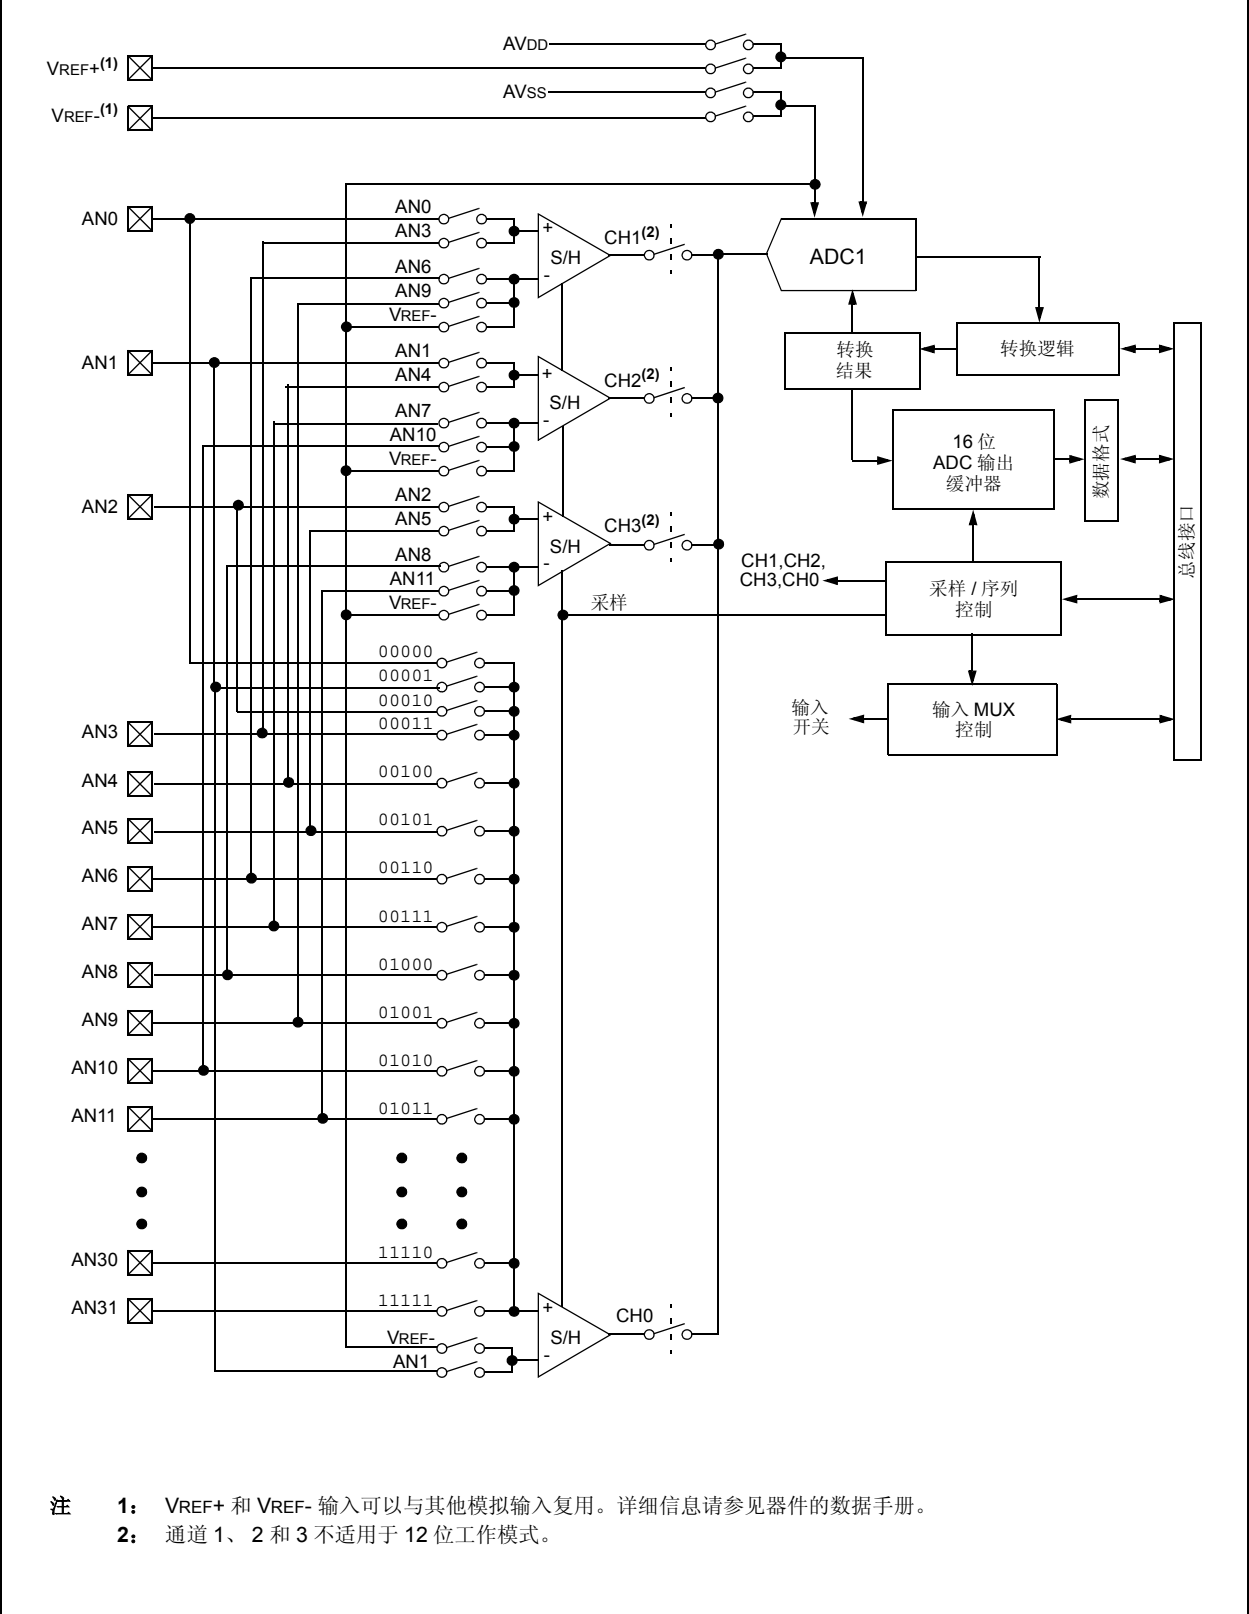 AVDD
VREF+(1)
AVSS
VREF-(1)
AN0
AN0
AN3
CH1(2)
S/H
+
-
ADC1
AN6
AN9
VREF-
转换
结果
转换逻辑
AN1
AN1
AN4
CH2(2)
S/H
+
-
AN7
AN10
VREF-
16 位
ADC 输出
缓冲器
数据格式
总线接口
AN2
AN2
AN5
CH3(2)
S/H
+
-
AN8
AN11
VREF-
CH1,CH2,
CH3,CH0
采样 / 序列
控制
采样
00000
00001
00010
00011
输入
开关
输入 MUX
控制
AN3
AN4
00100
AN5
00101
AN6
00110
AN7
00111
AN8
01000
AN9
01001
AN10
01010
AN11
01011
AN30
11110
AN31
11111
CH0
+
S/H
-
VREF-
AN1
注 1： VREF+ 和 VREF- 输入可以与其他模拟输入复用。详细信息请参见器件的数据手册。
2： 通道 1、 2 和 3 不适用于 12 位工作模式。